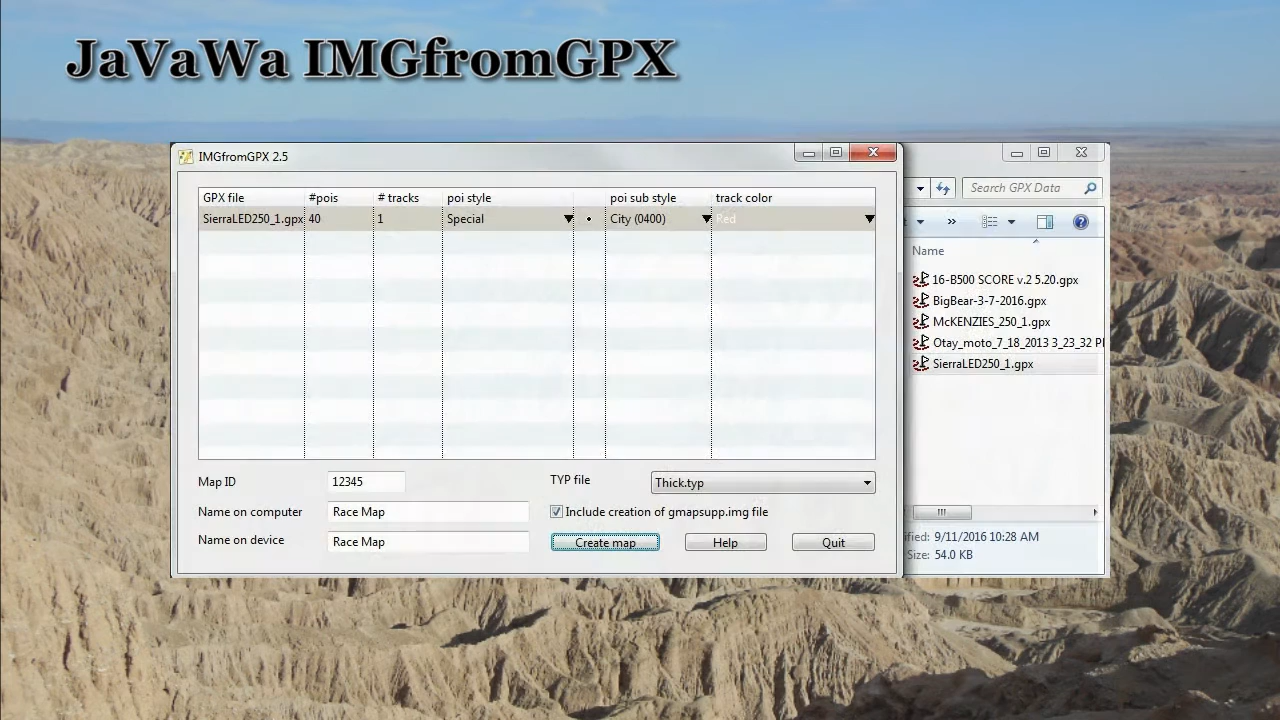 JaVaWa IMGfromGPX
IMGfromGPX 2.5
GPX file #pois # tracks poi style poi sub style track color
SierraLED250_1.gpx 40 1 Special City (0400) Red
Map ID 12345
Name on computer Race Map
Name on device Race Map
TYP file Thick.typ
Include creation of gmapsupp.img file
Create map Help Quit
Search GPX Data
»
Name
16-B500 SCORE v.2 5.20.gpx
BigBear-3-7-2016.gpx
McKENZIES_250_1.gpx
Otay_moto_7_18_2013 3_23_32
SierraLED250_1.gpx
9/11/2016 10:28 AM
Size: 54.0 KB